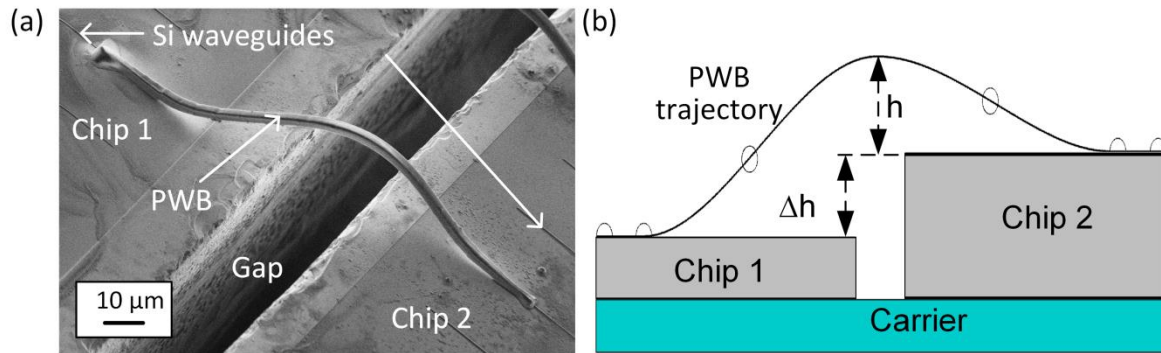 (a)
Si waveguides
Chip 1
PWB
Gap
10 μm
Chip 2
(b)
PWB
trajectory
h
Δh
Chip 1
Chip 2
Carrier